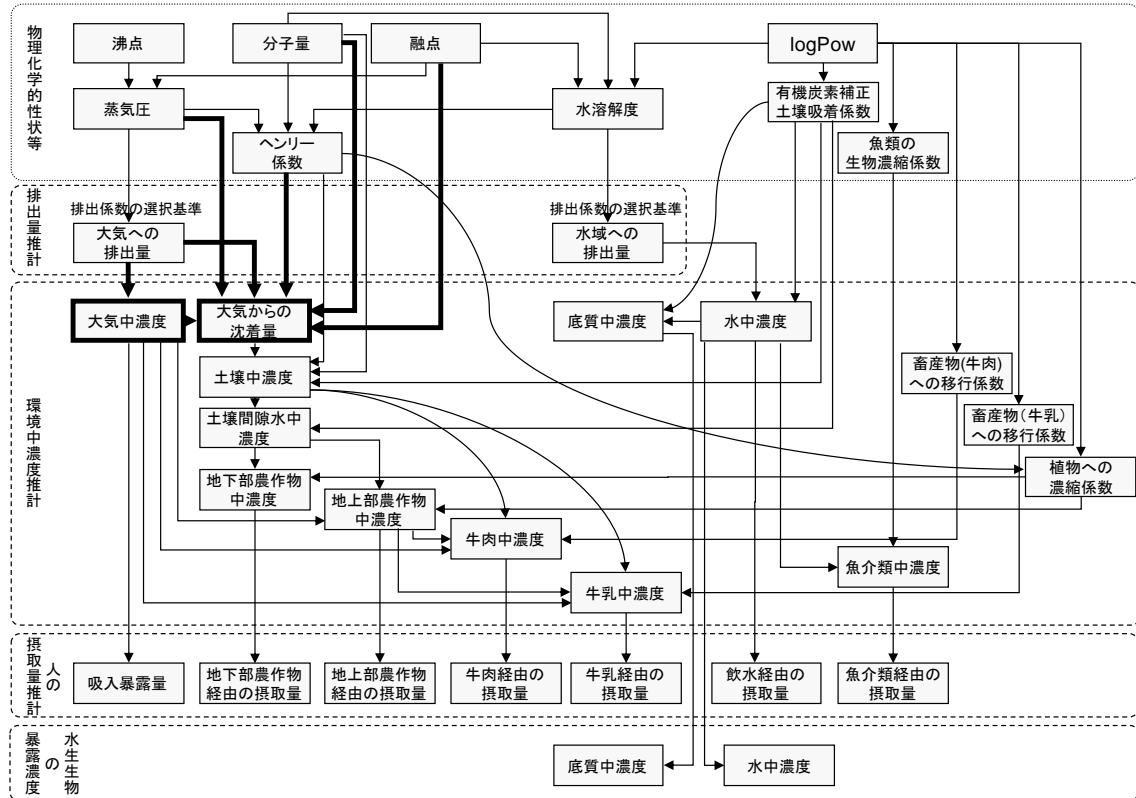 物理化学的性状等
沸点
分子量
融点
logPow
蒸気圧
水溶解度
有機炭素補正
土壌吸着係数
ヘンリー
係数
魚類の
生物濃縮係数
排出量推計
排出係数の選択基準
排出係数の選択基準
大気への
排出量
水域への
排出量
環境中濃度推計
大気中濃度
大気からの
沈着量
底質中濃度
水中濃度
土壌中濃度
畜産物(牛肉)
への移行係数
土壌間隙水中
濃度
畜産物（牛乳）
への移行係数
地下部農作物
中濃度
植物への
濃縮係数
地上部農作物
中濃度
牛肉中濃度
魚介類中濃度
牛乳中濃度
人の
摂取量推計
吸入暴露量
地下部農作物
経由の摂取量
地上部農作物
経由の摂取量
牛肉経由の
摂取量
牛乳経由の
摂取量
飲水経由の
摂取量
魚介類経由の
摂取量
水生生物
の
暴露濃度
底質中濃度
水中濃度